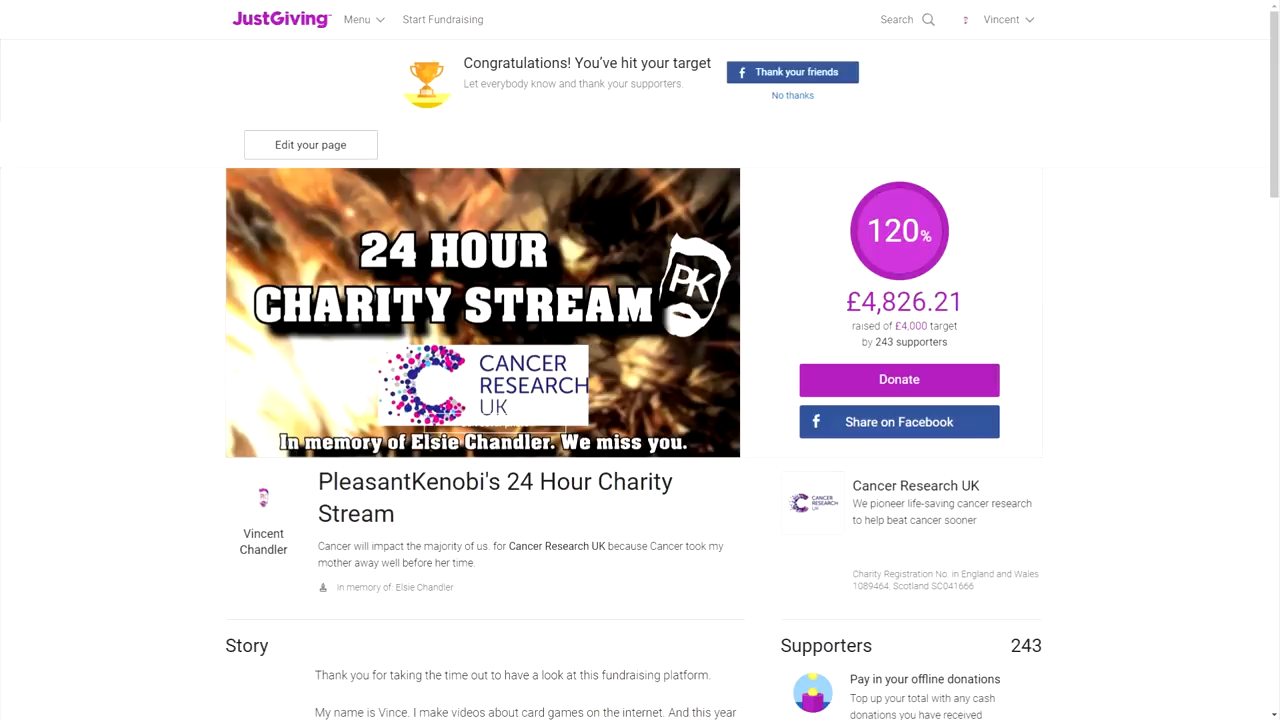 JustGiving™ Menu Start Fundraising Search Vincent
Congratulations! You’ve hit your target
Let everybody know and thank your supporters.
f Thank your friends
No thanks
Edit your page
24 HOUR
CHARITY STREAM
PK
CANCER
RESEARCH
UK
In memory of Elsie Chandler. We miss you.
120%
£4,826.21
raised of £4,000 target
by 243 supporters
Donate
f Share on Facebook
Vincent
Chandler
PleasantKenobi's 24 Hour Charity
Stream
Cancer will impact the majority of us. for Cancer Research UK because Cancer took my
mother away well before her time.
In memory of: Elsie Chandler
CANCER
RESEARCH
UK
Cancer Research UK
We pioneer life-saving cancer research
to help beat cancer sooner
Charity Registration No. in England and Wales
1089464, Scotland SC041666
Story
Thank you for taking the time out to have a look at this fundraising platform.
My name is Vince. I make videos about card games on the internet. And this year
Supporters 243
Pay in your offline donations
Top up your total with any cash
donations you have received